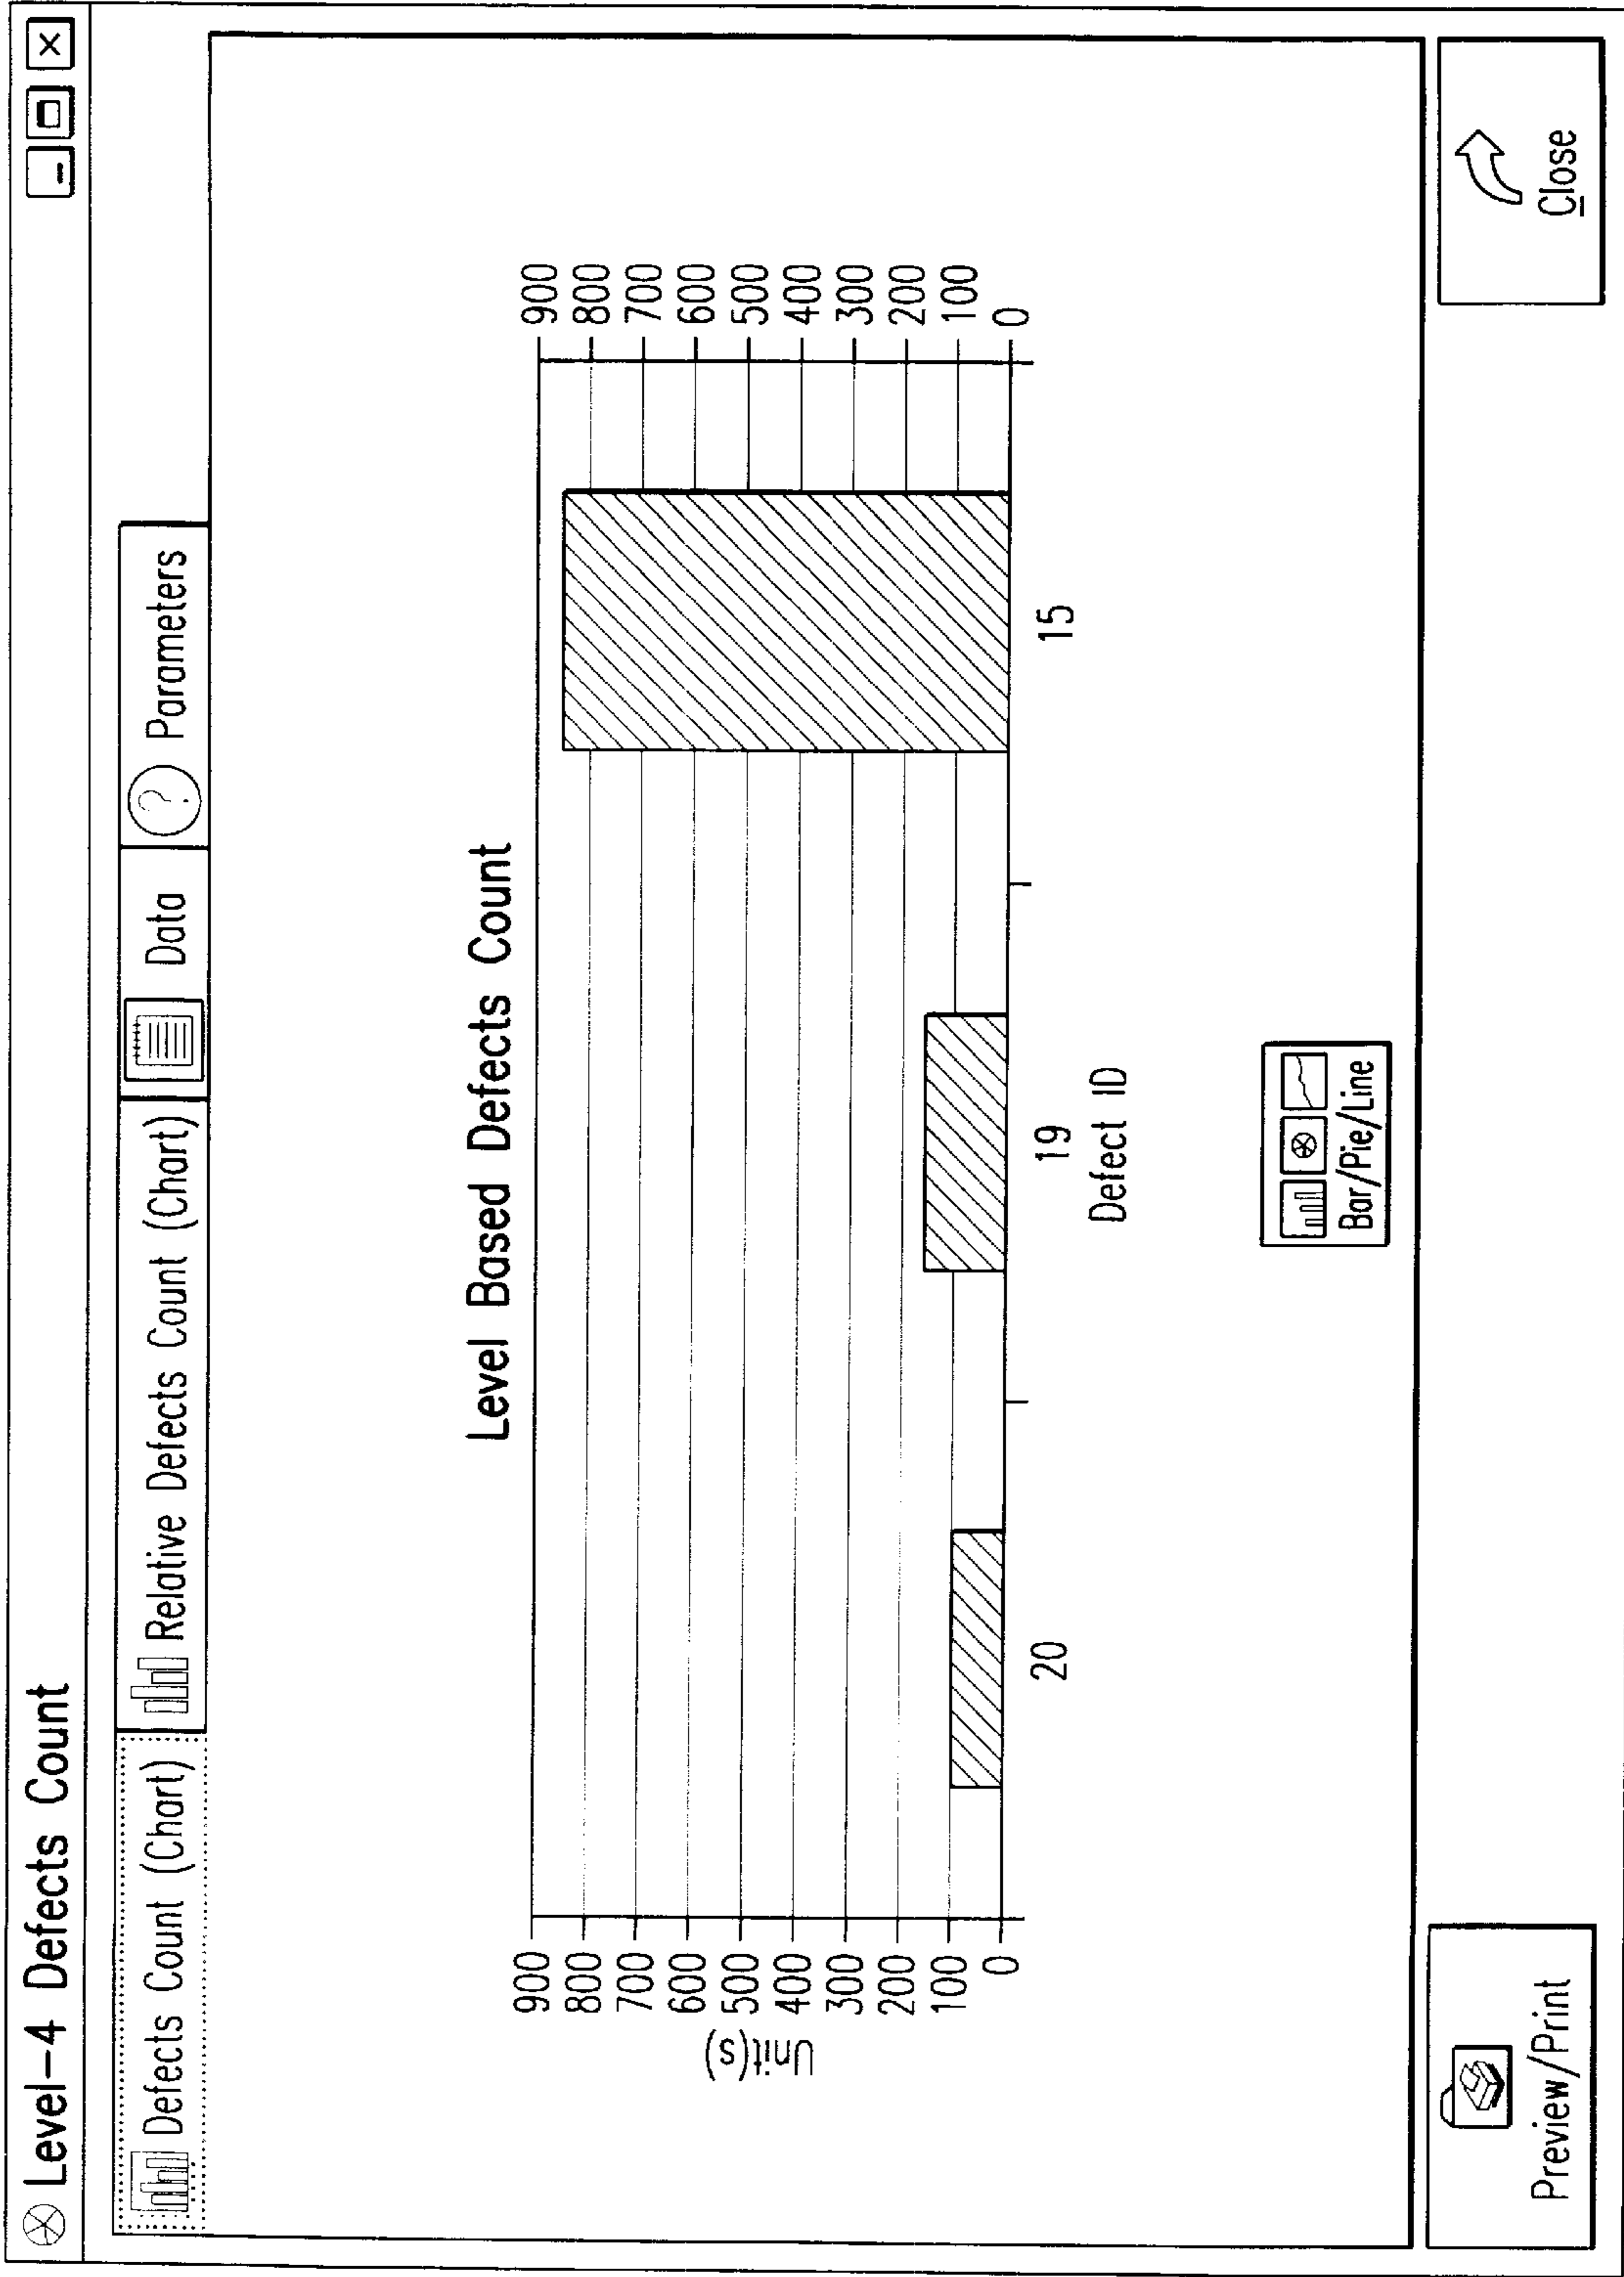 Level-4 Defects Count
Defects Count (Chart)
Relative Defects Count (Chart)
Data
? Parameters
Level Based Defects Count
900
800
700
600
500
400
300
200
100
0
Unit(s)
900
800
700
600
500
400
300
200
100
0
20
19
15
Defect ID
Bar/Pie/Line
Preview/Print
Close